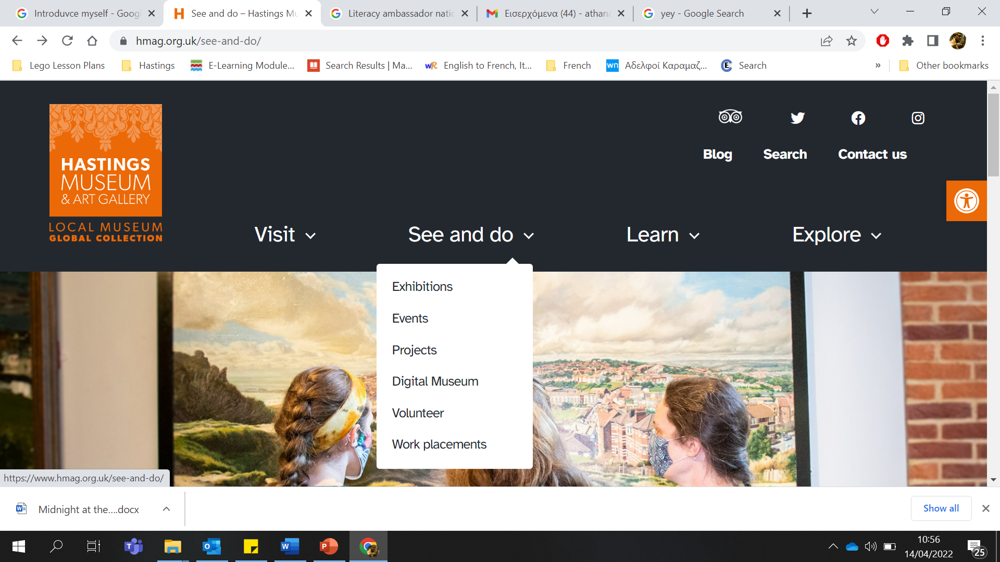 Introduvce myself - Googl
See and do – Hastings Mu
Literacy ambassador natio
Εισερχόμενα (44) - athana
yey - Google Search
hmag.org.uk/see-and-do/
Lego Lesson Plans
Hastings
E-Learning Module...
Search Results | Ma...
English to French, It...
French
Αδελφοί Καραμαζ...
Search
»
Other bookmarks
HASTINGS
MUSEUM
& ART GALLERY
LOCAL MUSEUM
GLOBAL COLLECTION
Blog
Search
Contact us
Visit
See and do
Learn
Explore
Exhibitions
Events
Projects
Digital Museum
Volunteer
Work placements
https://www.hmag.org.uk/see-and-do/
Midnight at the....docx
Show all
10:56
14/04/2022
25